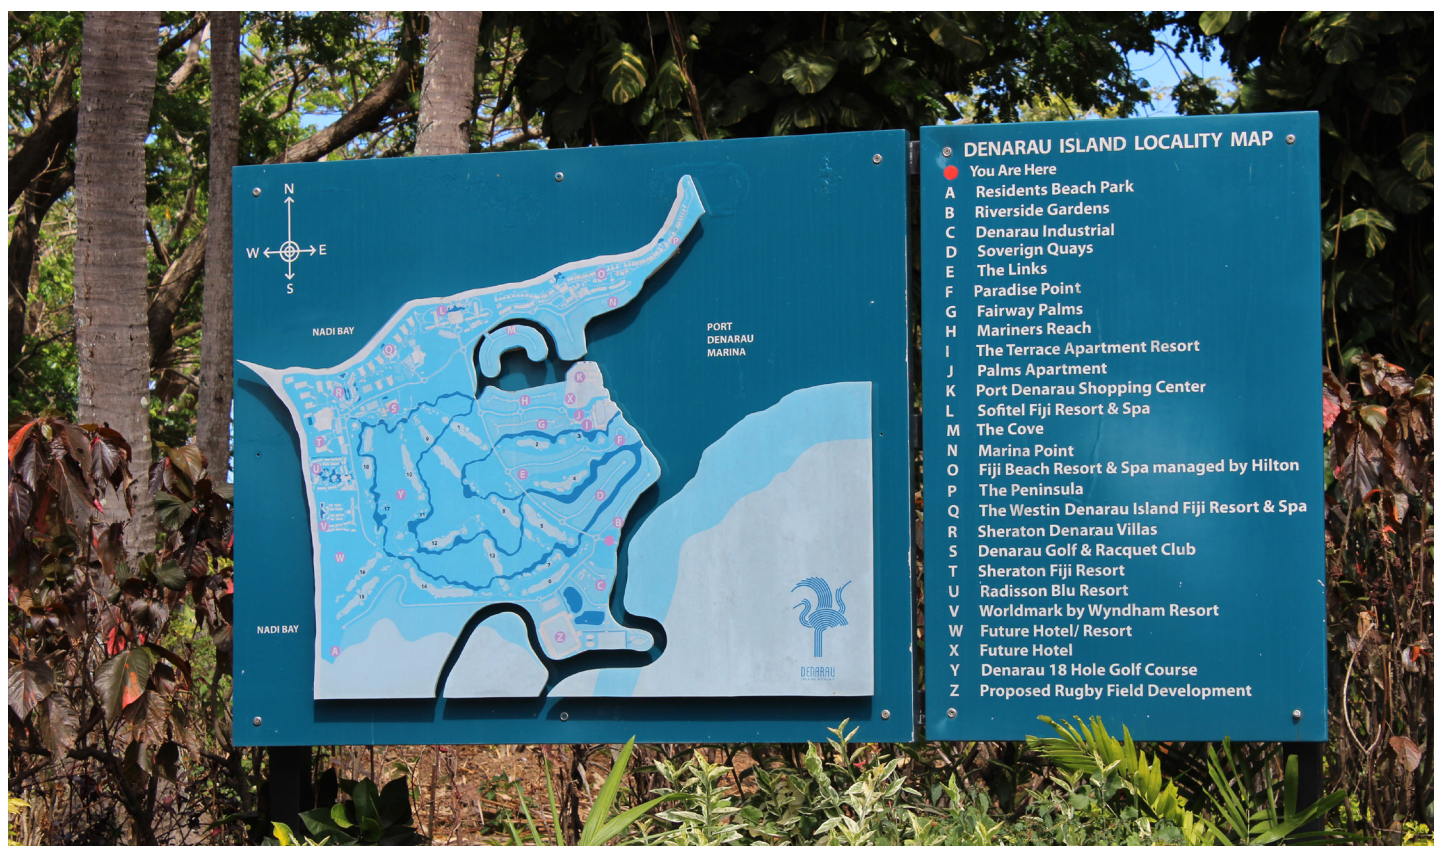 N
W E
S
NADI BAY
PORT
DENARAU
MARINA
NADI BAY
P
O
N
L
M
Q
K
R
H
X
S
J
G
I
T
F
U
E
Y
D
V
B
W
C
Z
A
DENARAU
DENARAU ISLAND LOCALITY MAP
You Are Here
A Residents Beach Park
B Riverside Gardens
C Denarau Industrial
D Soverign Quays
E The Links
F Paradise Point
G Fairway Palms
H Mariners Reach
I The Terrace Apartment Resort
J Palms Apartment
K Port Denarau Shopping Center
L Sofitel Fiji Resort & Spa
M The Cove
N Marina Point
O Fiji Beach Resort & Spa managed by Hilton
P The Peninsula
Q The Westin Denarau Island Fiji Resort & Spa
R Sheraton Denarau Villas
S Denarau Golf & Racquet Club
T Sheraton Fiji Resort
U Radisson Blu Resort
V Worldmark by Wyndham Resort
W Future Hotel/ Resort
X Future Hotel
Y Denarau 18 Hole Golf Course
Z Proposed Rugby Field Development